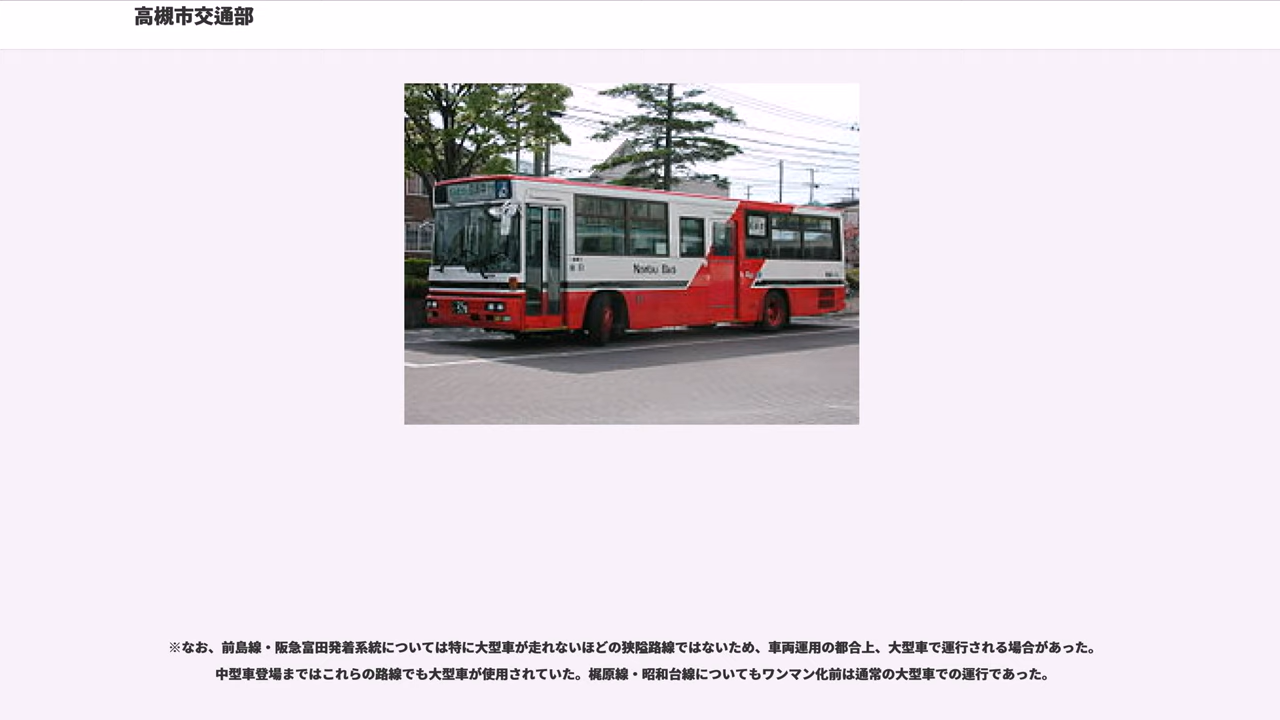 高槻市交通部
Nanbu Bus
※なお、前島線・阪急富田発着系統については特に大型車が走れないほどの狭隘路線ではないため、車両運用の都合上、大型車で運行される場合があった。
中型車登場まではこれらの路線でも大型車が使用されていた。梶原線・昭和台線についてもワンマン化前は通常の大型車での運行であった。